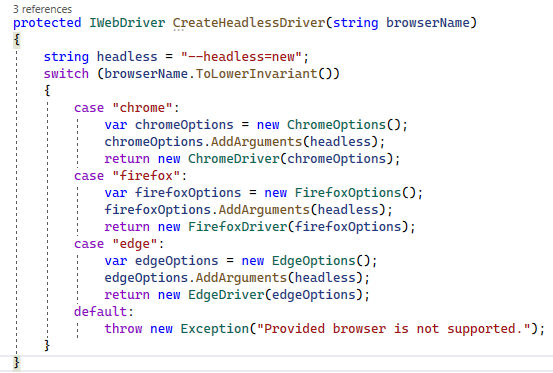 3 references
protected IWebDriver CreateHeadlessDriver(string browserName)
{
    string headless = "--headless=new";
    switch (browserName.ToLowerInvariant())
    {
        case "chrome":
            var chromeOptions = new ChromeOptions();
            chromeOptions.AddArguments(headless);
            return new ChromeDriver(chromeOptions);
        case "firefox":
            var firefoxOptions = new FirefoxOptions();
            firefoxOptions.AddArguments(headless);
            return new FirefoxDriver(firefoxOptions);
        case "edge":
            var edgeOptions = new EdgeOptions();
            edgeOptions.AddArguments(headless);
            return new EdgeDriver(edgeOptions);
        default:
            throw new Exception("Provided browser is not supported.");
    }
}